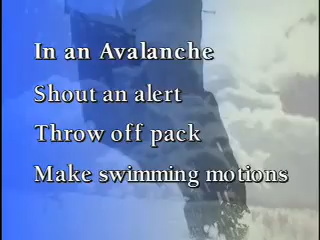 In an Avalanche
Shout an alert
Throw off pack
Make swimming motions